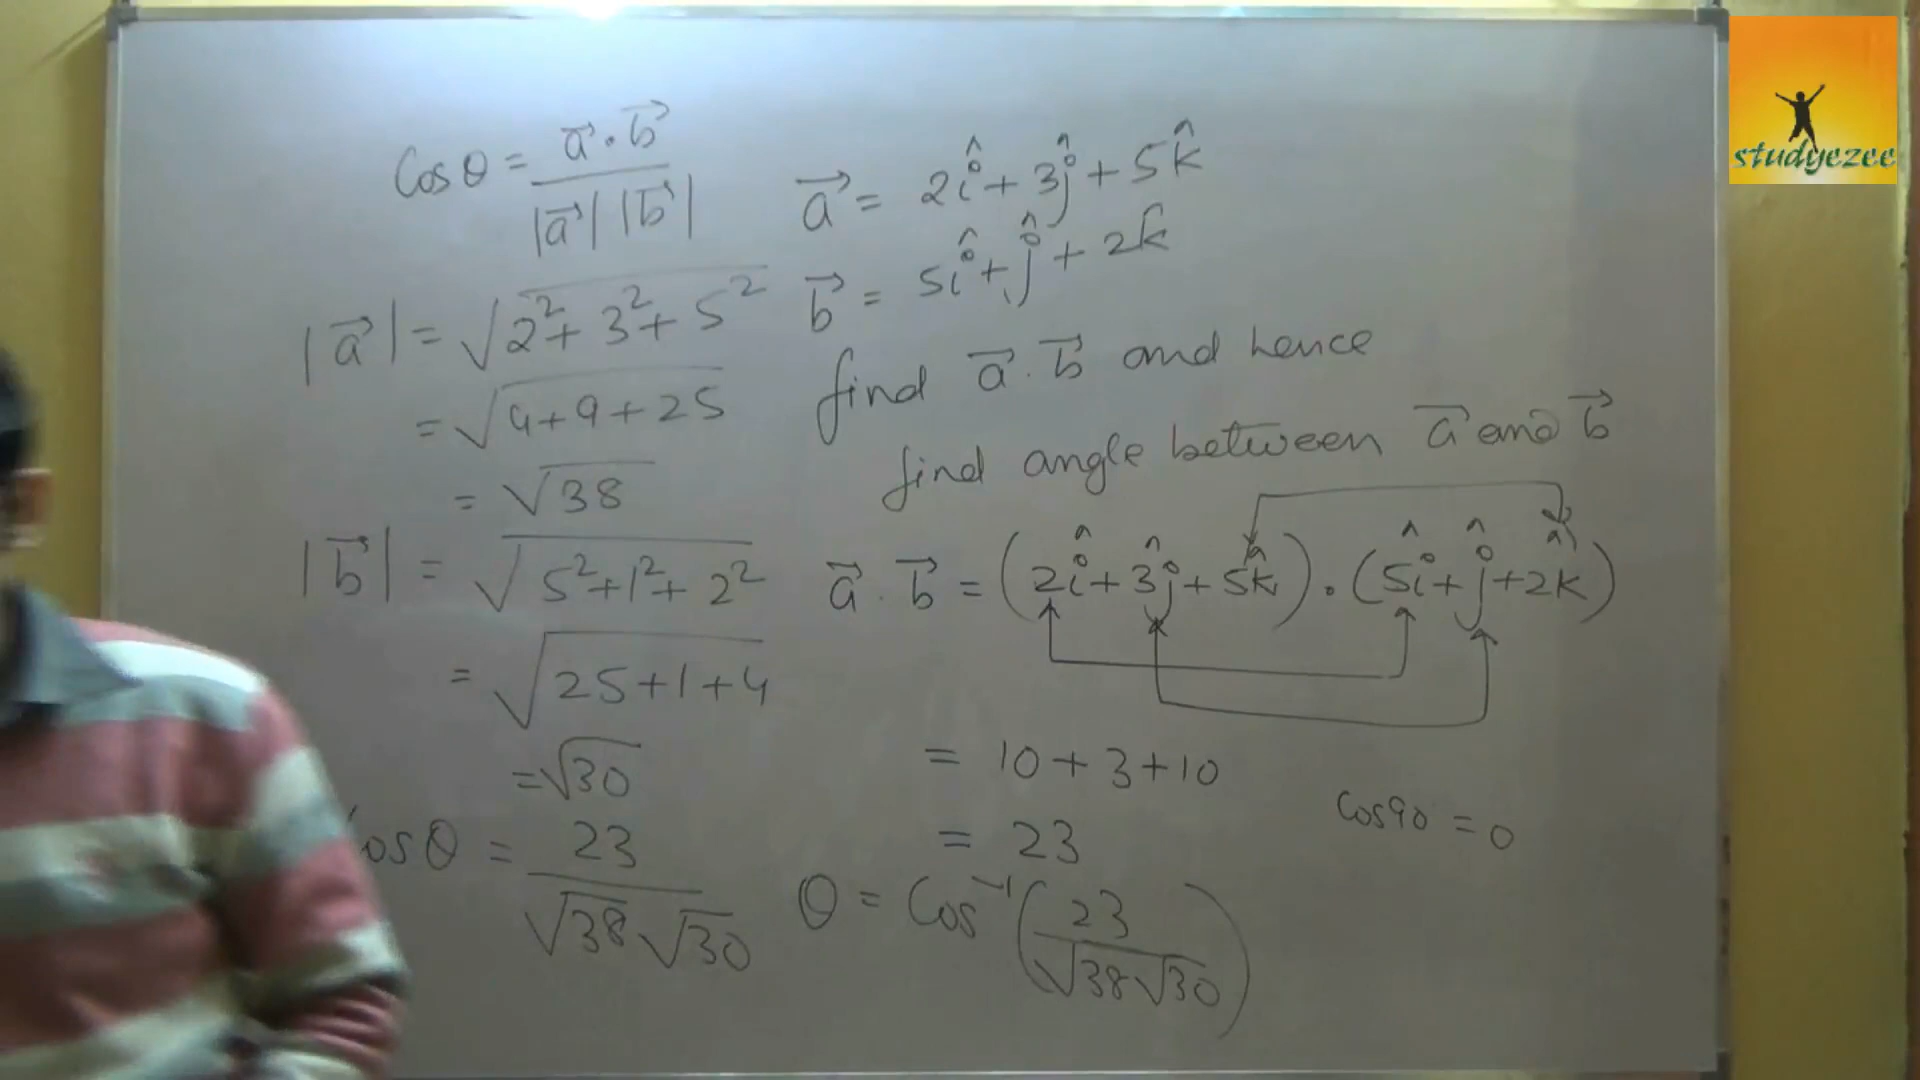 Cos θ = a⃗ · b⃗ / |a⃗| |b⃗|
|a⃗| = √2² + 3² + 5²
= √4 + 9 + 25
= √38
|b⃗| = √5² + 1² + 2²
= √25 + 1 + 4
= √30
Cos θ = 23 / √38 √30
a⃗ = 2î + 3ĵ + 5k̂
b⃗ = 5î + ĵ + 2k̂
find a⃗ . b⃗ and hence
find angle between a⃗ and b⃗
a⃗ . b⃗ = (2î + 3ĵ + 5k̂) . (5î + ĵ + 2k̂)
= 10 + 3 + 10
= 23
Cos 90 = 0
θ = Cos⁻¹ (23 / √38 √30)
studyezee